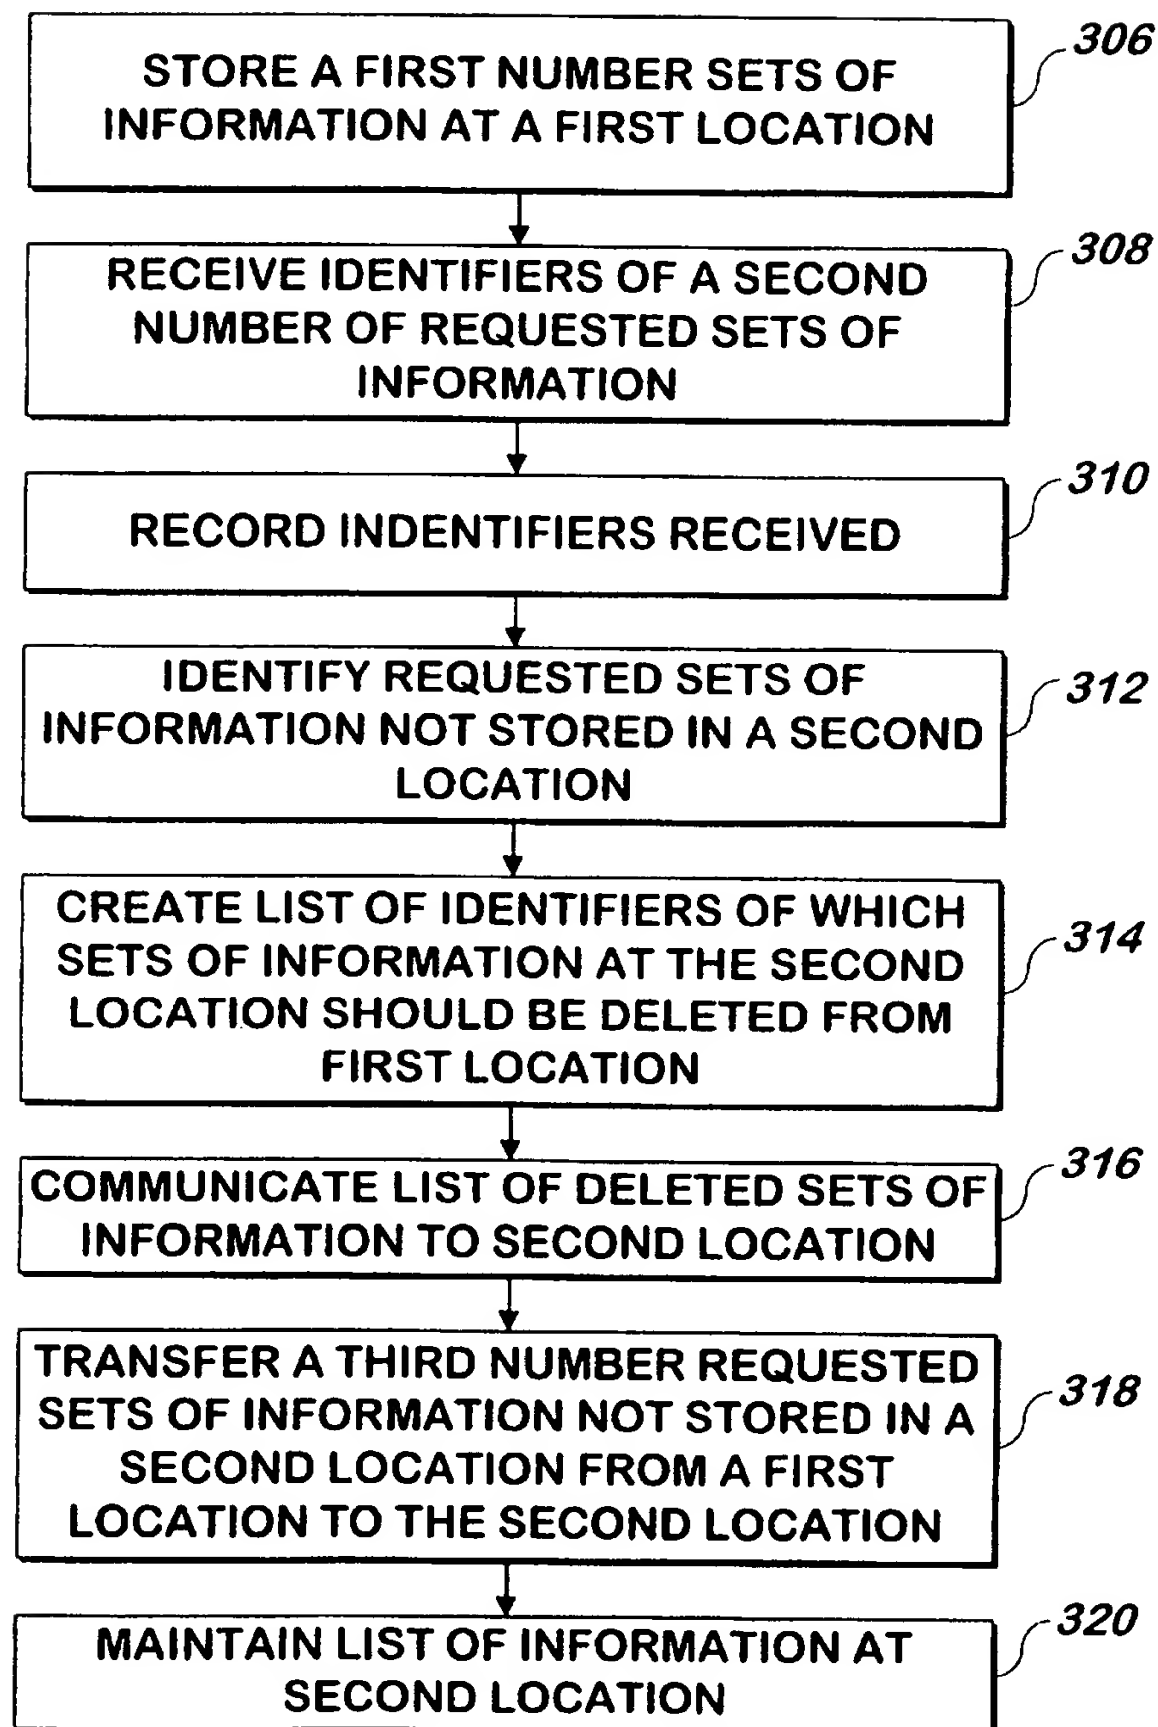 306
STORE A FIRST NUMBER SETS OF
INFORMATION AT A FIRST LOCATION
308
RECEIVE IDENTIFIERS OF A SECOND
NUMBER OF REQUESTED SETS OF
INFORMATION
310
RECORD INDENTIFIERS RECEIVED
312
IDENTIFY REQUESTED SETS OF
INFORMATION NOT STORED IN A SECOND
LOCATION
314
CREATE LIST OF IDENTIFIERS OF WHICH
SETS OF INFORMATION AT THE SECOND
LOCATION SHOULD BE DELETED FROM
FIRST LOCATION
316
COMMUNICATE LIST OF DELETED SETS OF
INFORMATION TO SECOND LOCATION
318
TRANSFER A THIRD NUMBER REQUESTED
SETS OF INFORMATION NOT STORED IN A
SECOND LOCATION FROM A FIRST
LOCATION TO THE SECOND LOCATION
320
MAINTAIN LIST OF INFORMATION AT
SECOND LOCATION